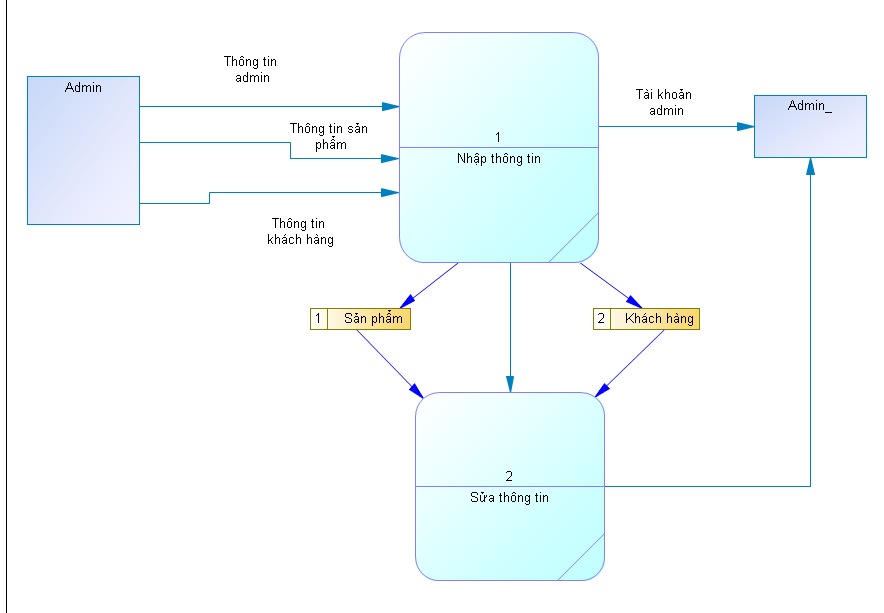 Admin
Thông tin
admin
Thông tin sản
phẩm
Thông tin
khách hàng
1
Nhập thông tin
Tài khoản
admin
Admin_
1 Sản phẩm
2 Khách hàng
2
Sửa thông tin